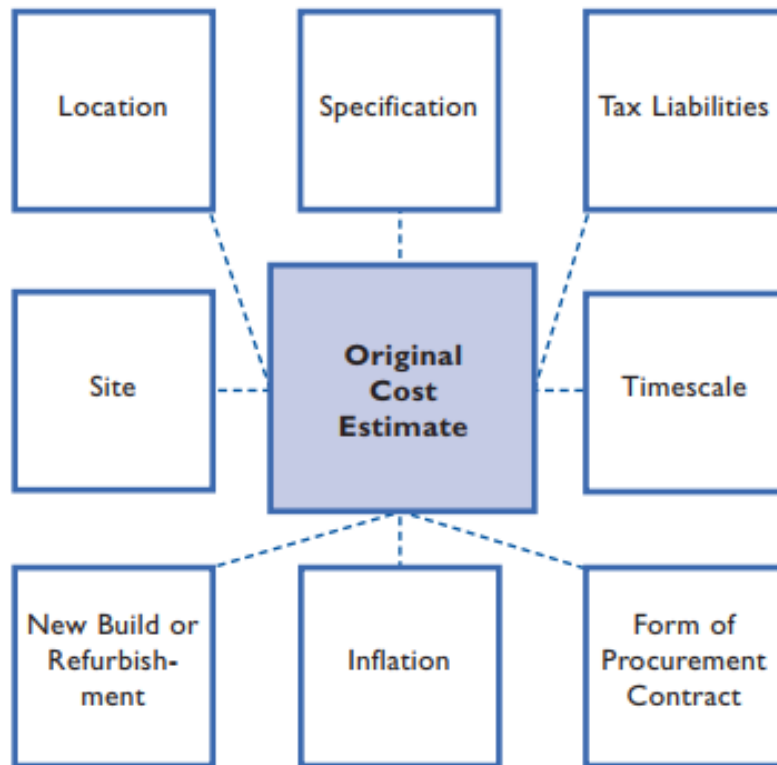 Location
Specification
Tax Liabilities
Site
Original
Cost
Estimate
Timescale
New Build or
Refurbish-
ment
Inflation
Form of
Procurement
Contract